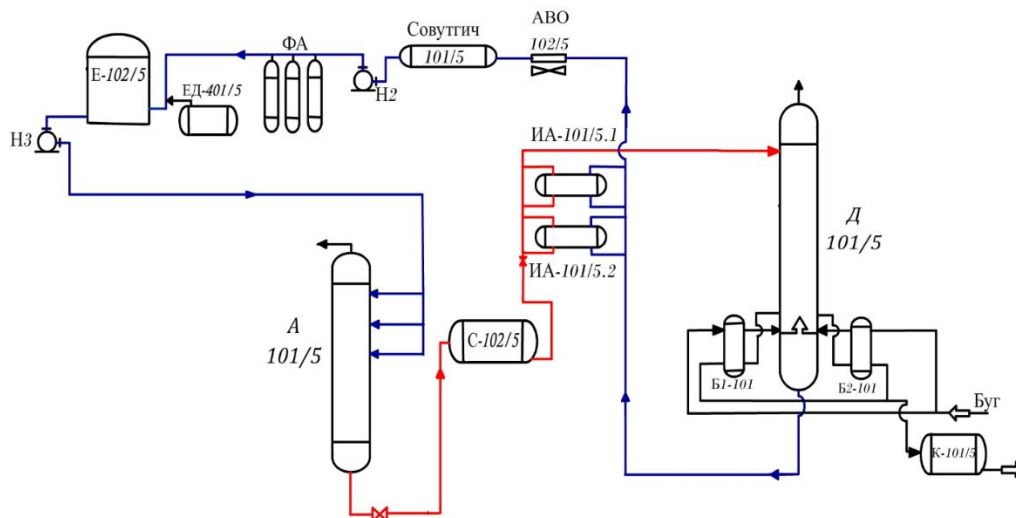 Совутгич
101/5
АВО
102/5
ФА
Е-102/5
ЕД-401/5
Н2
Н3
ИА-101/5.1
ИА-101/5.2
Д
101/5
А
101/5
С-102/5
Б1-101
Б2-101
Буг
К-101/5